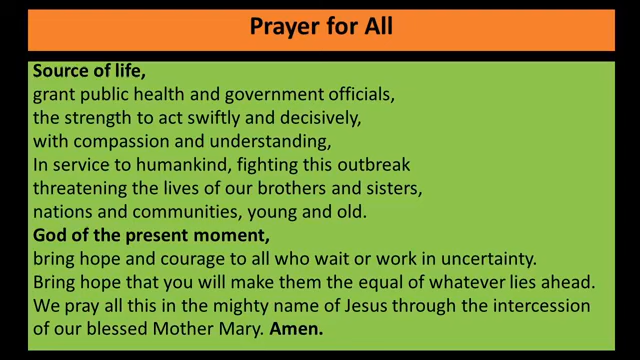 Prayer for All
Source of life,
grant public health and government officials,
the strength to act swiftly and decisively,
with compassion and understanding,
In service to humankind, fighting this outbreak
threatening the lives of our brothers and sisters,
nations and communities, young and old.
God of the present moment,
bring hope and courage to all who wait or work in uncertainty.
Bring hope that you will make them the equal of whatever lies ahead.
We pray all this in the mighty name of Jesus through the intercession
of our blessed Mother Mary. Amen.